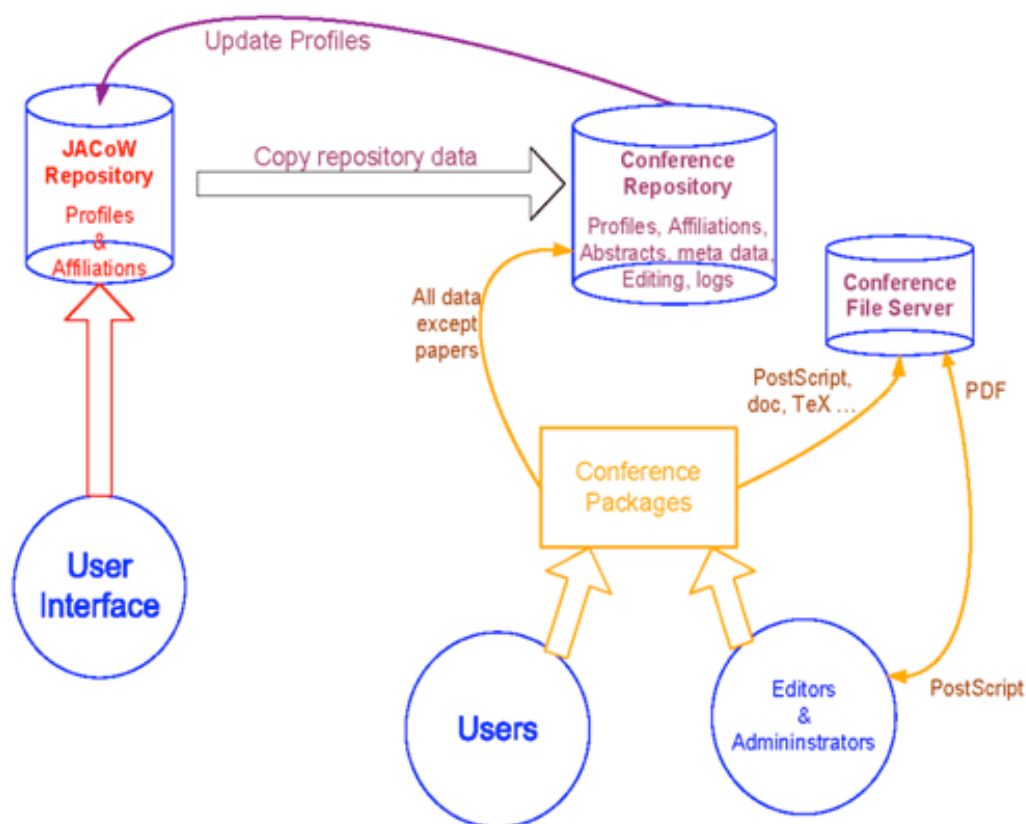 Update Profiles
JACoW
Repository
Profiles
&
Affiliations
Copy repository data
Conference
Repository
Profiles, Affiliations,
Abstracts, meta data,
Editing, logs
Conference
File Server
All data
except
papers
PostScript,
doc, TeX ...
PDF
Conference
Packages
User
Interface
Users
Editors
&
Admininstrators
PostScript